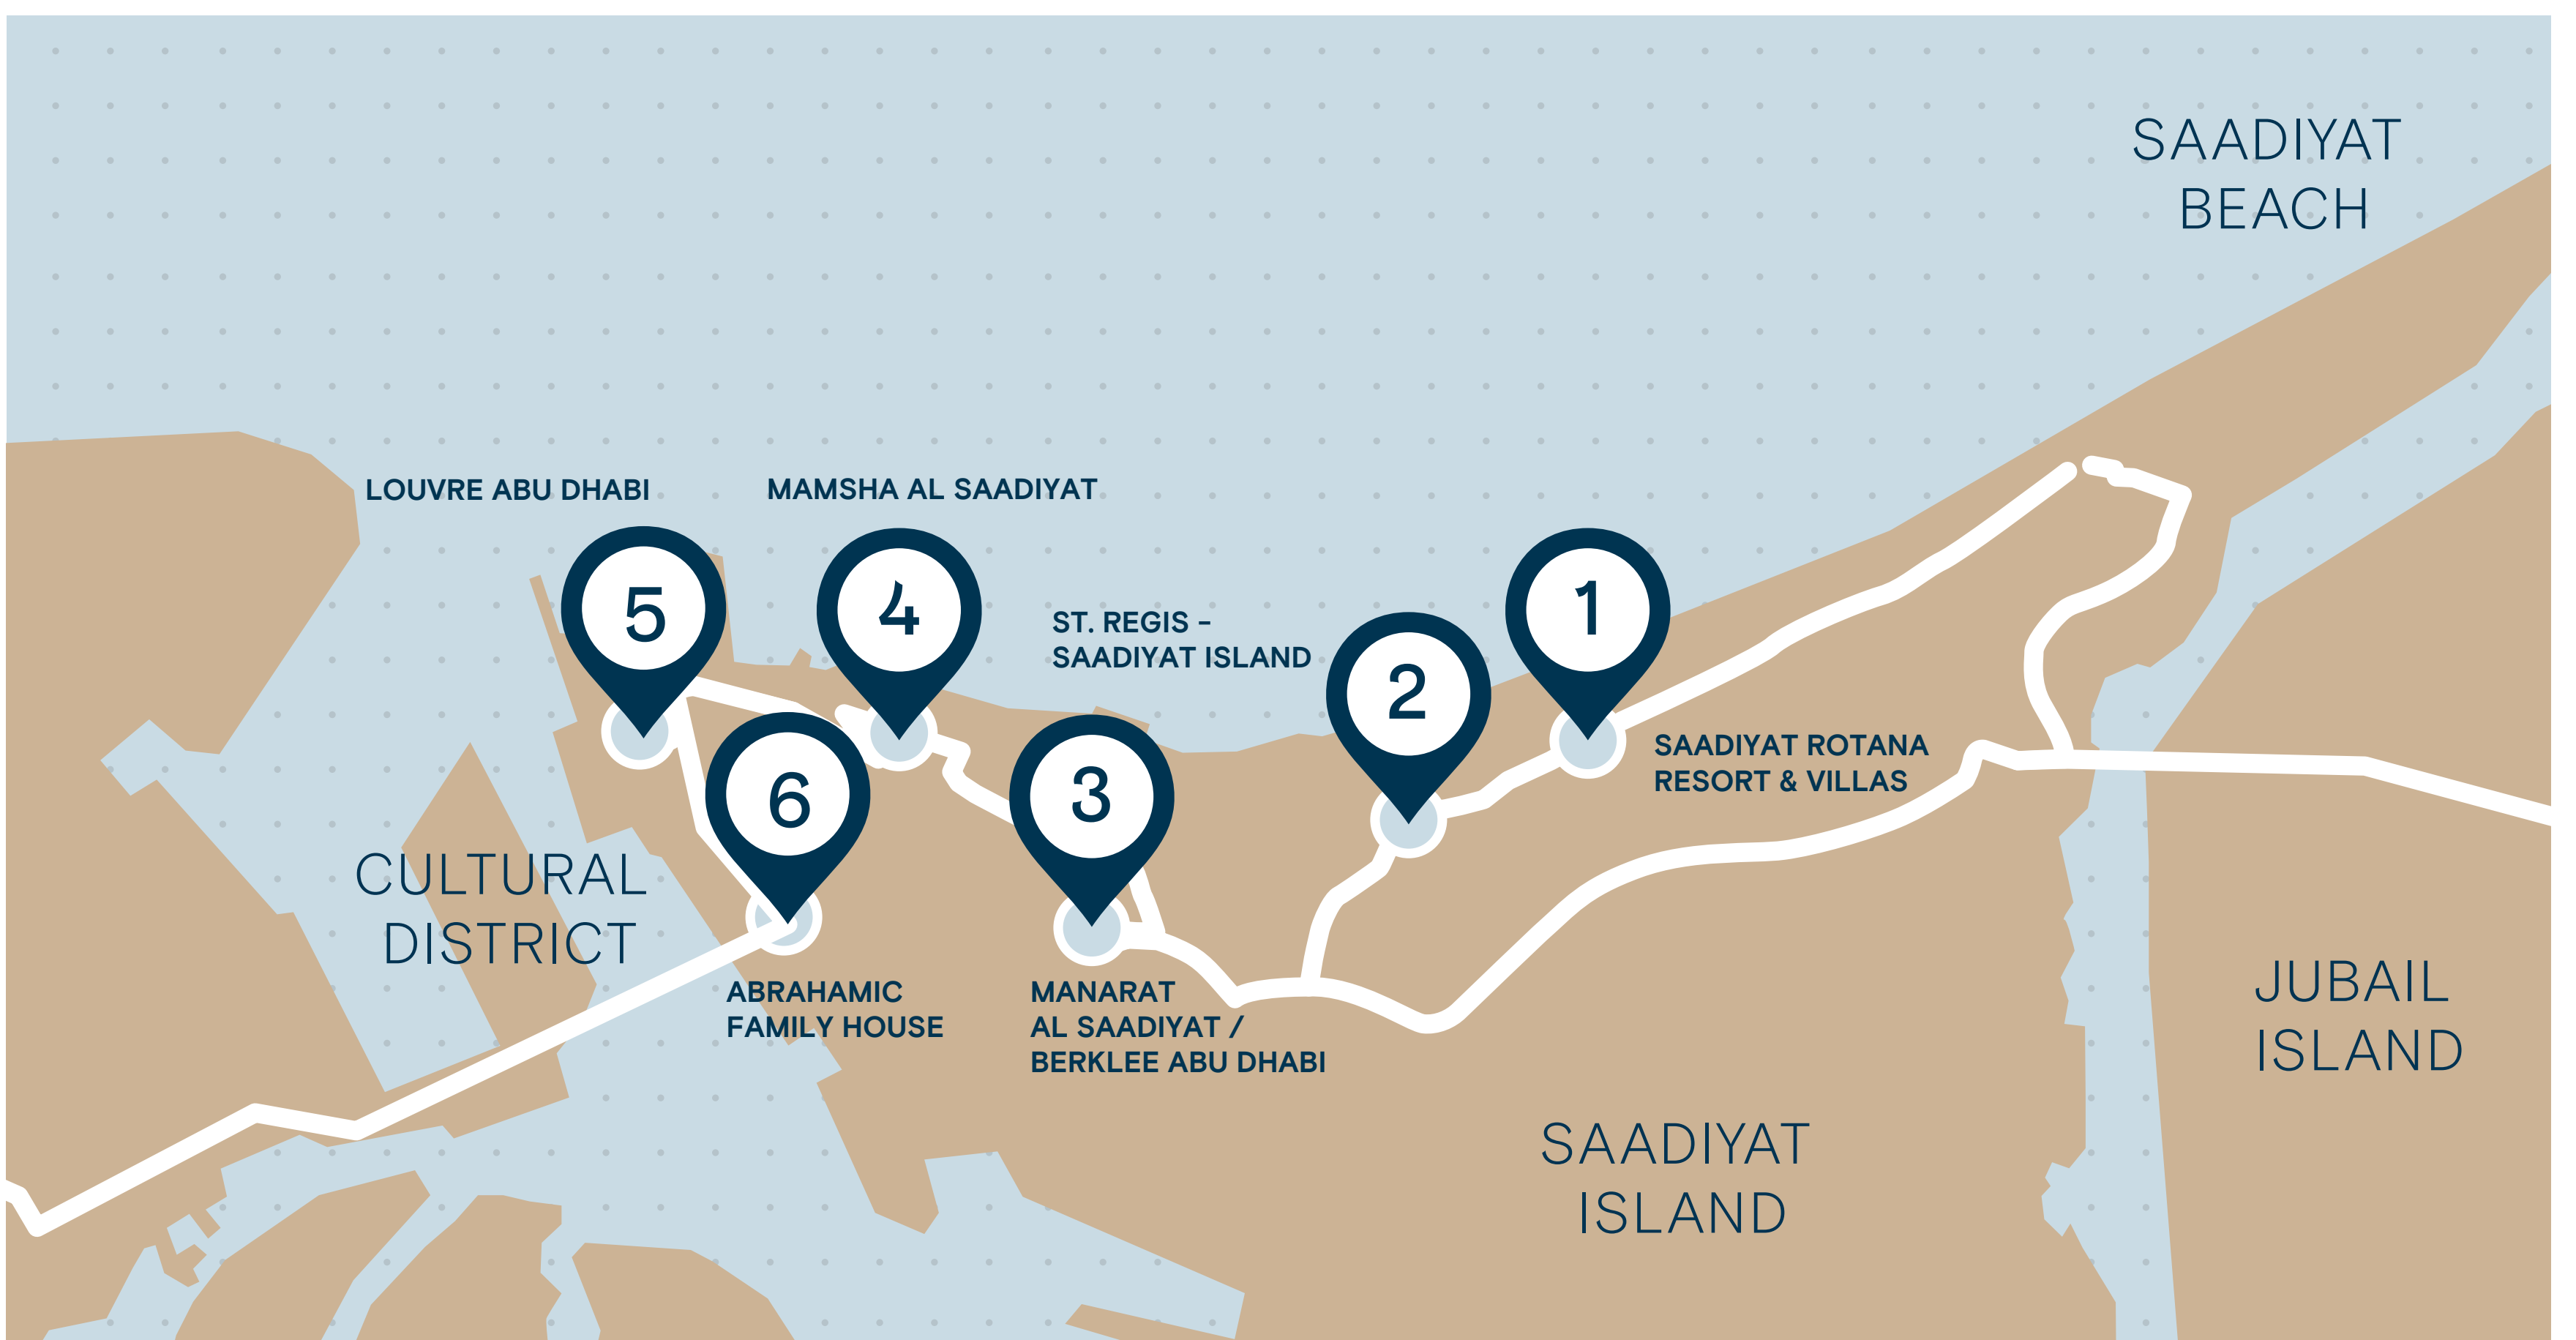 SAADIYAT
BEACH
LOUVRE ABU DHABI
MAMSHA AL SAADIYAT
5
4
1
ST. REGIS –
SAADIYAT ISLAND
2
SAADIYAT ROTANA
RESORT & VILLAS
6
3
CULTURAL
DISTRICT
ABRAHAMIC
FAMILY HOUSE
MANARAT
AL SAADIYAT /
BERKLEE ABU DHABI
JUBAIL
ISLAND
SAADIYAT
ISLAND